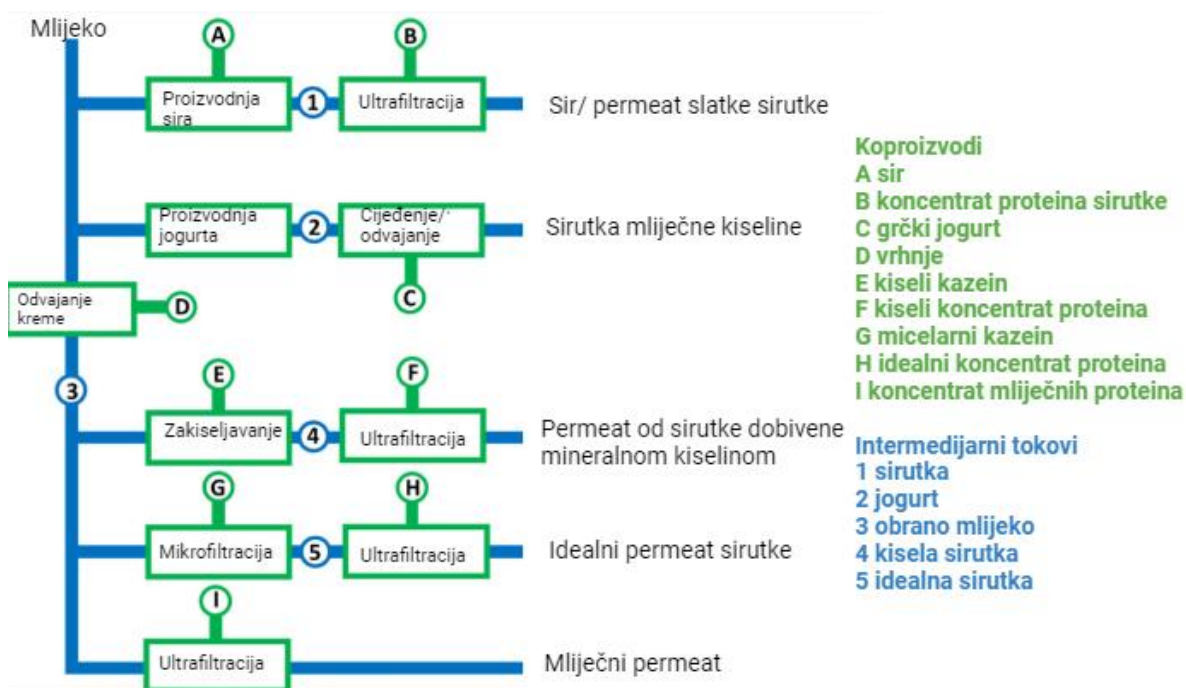 Mlijeko
A
B
Proizvodnja
sira
1
Ultrafiltracija
Sir/ permeat slatke sirutke
Proizvodnja
jogurta
2
Cijeđenje/
odvajanje
Sirutka mliječne kiseline
C
Odvajanje
kreme
D
3
E
F
Zakiseljavanje
4
Ultrafiltracija
Permeat od sirutke dobivene
mineralnom kiselinom
G
H
Mikrofiltracija
5
Ultrafiltracija
Idealni permeat sirutke
I
Ultrafiltracija
Mliječni permeat
Koproizvodi
A sir
B koncentrat proteina sirutke
C grčki jogurt
D vrhnje
E kiseli kazein
F kiseli koncentrat proteina
G micelarni kazein
H idealni koncentrat proteina
I koncentrat mliječnih proteina
Intermedijarni tokovi
1 sirutka
2 jogurt
3 obrano mlijeko
4 kisela sirutka
5 idealna sirutka